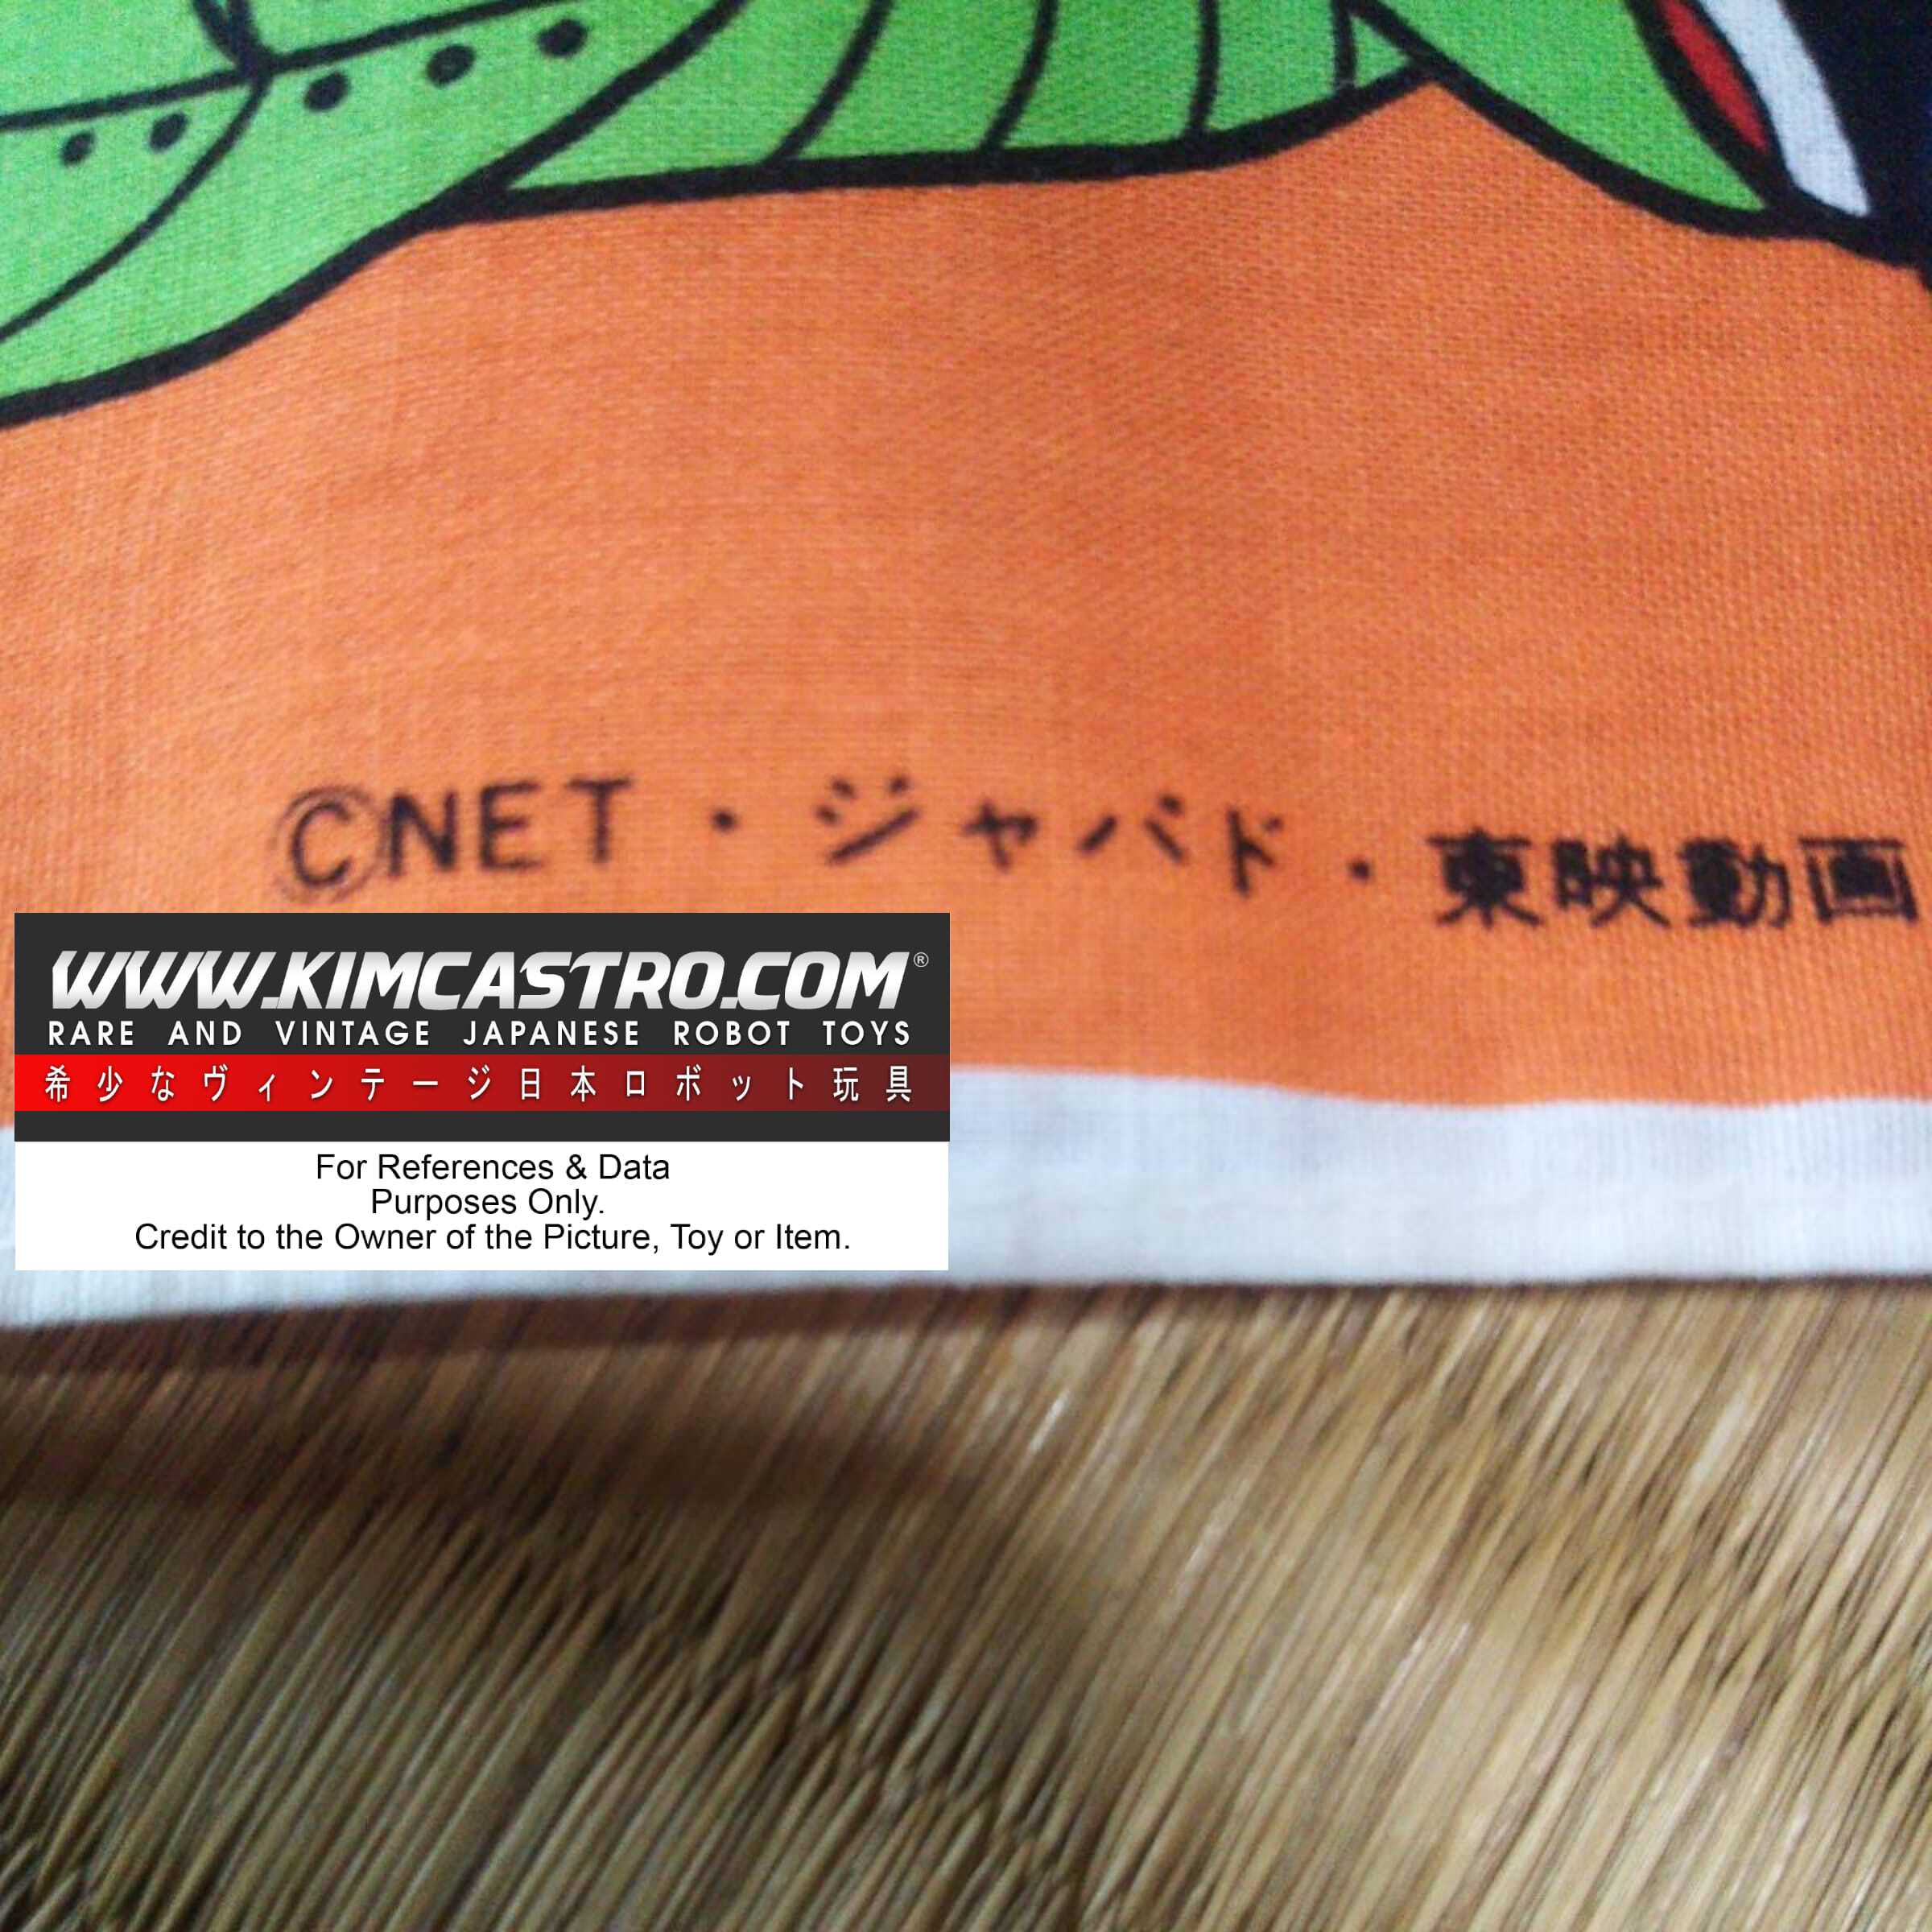 ©NET・ジャパド・東映動画
WWW.KIMCASTRO.COM®
RARE AND VINTAGE JAPANESE ROBOT TOYS
希少なヴィンテージ日本ロボット玩具
For References & Data
Purposes Only.
Credit to the Owner of the Picture, Toy or Item.